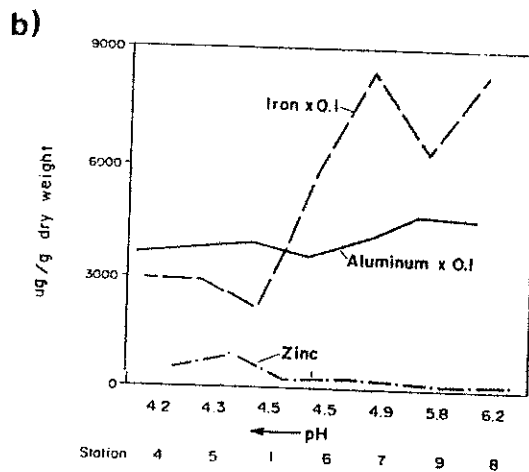 b)
9000
Iron x 0.1
6000
ug/g dry weight
Aluminum x 0.1
3000
Zinc
0
4.2 4.3 4.5 4.5 4.9 5.8 6.2
pH
Station 4 5 1 6 7 9 8